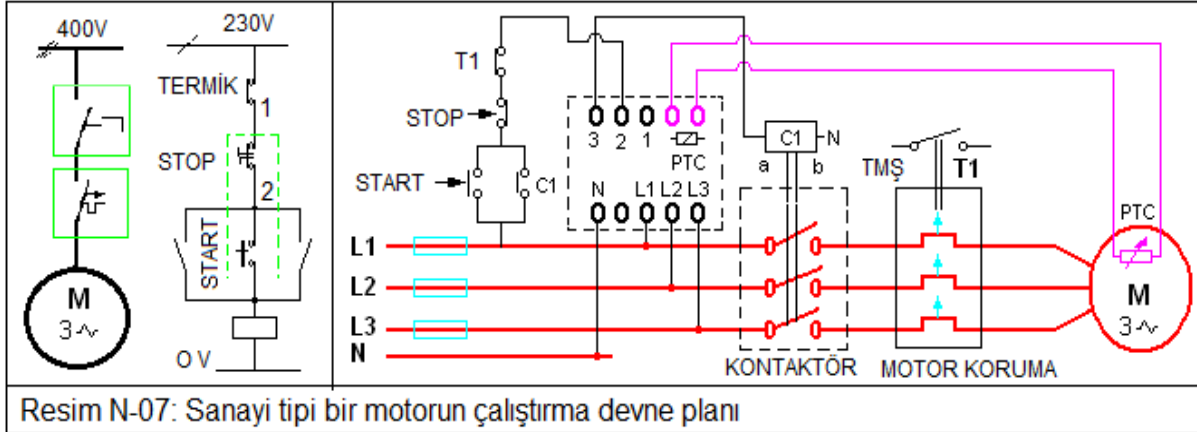 400V
230V
TERMİK
1
STOP
2
START
M
3~
O V
T1
STOP
START
C1
3 2 1
PTC
N L1 L2 L3
C1 N
a b
TMŞ T1
PTC
M
3~
L1
L2
L3
N
KONTAKTÖR
MOTOR KORUMA
Resim N-07: Sanayi tipi bir motorun çalıştırma devne planı